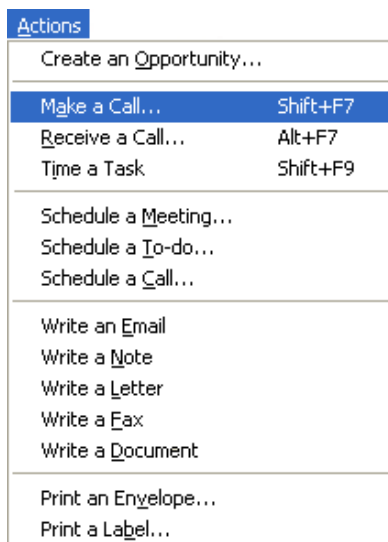 Actions
Create an Opportunity...
Make a Call... Shift+F7
Receive a Call... Alt+F7
Time a Task Shift+F9
Schedule a Meeting...
Schedule a To-do...
Schedule a Call...
Write an Email
Write a Note
Write a Letter
Write a Fax
Write a Document
Print an Envelope...
Print a Label...